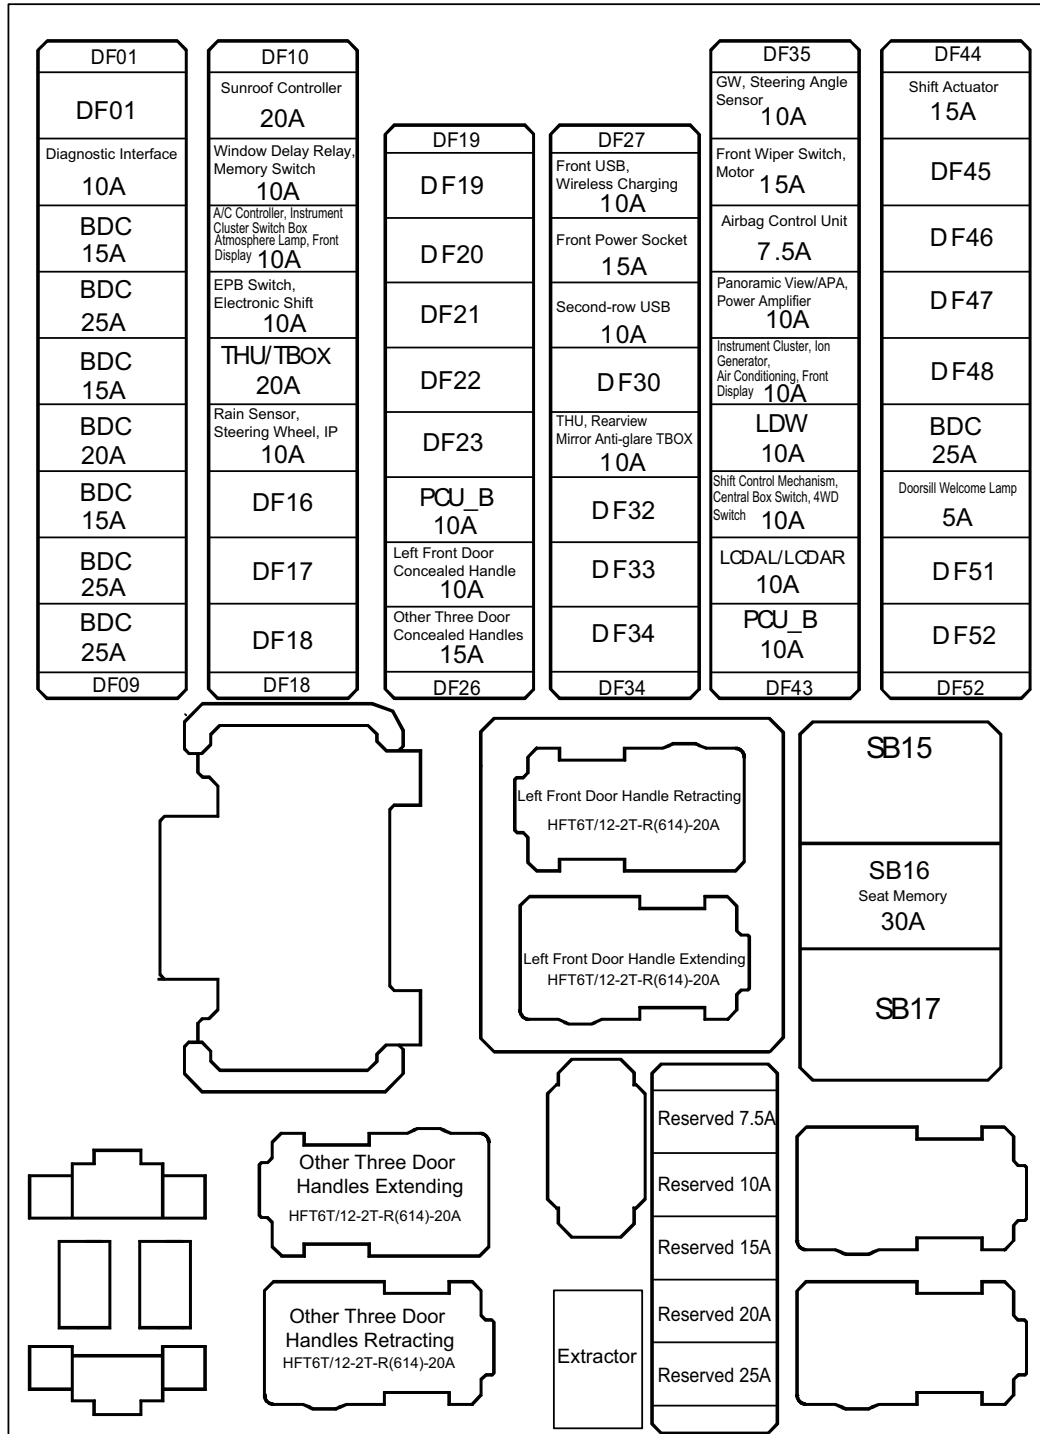 DF01
DF01
Diagnostic Interface
10A
BDC
15A
BDC
25A
BDC
15A
BDC
20A
BDC
15A
BDC
25A
BDC
25A
DF09
DF10
Sunroof Controller
20A
Window Delay Relay,
Memory Switch
10A
A/C Controller, Instrument
Cluster Switch Box
Atmosphere Lamp, Front
Display 10A
EPB Switch,
Electronic Shift
10A
THU/TBOX
20A
Rain Sensor,
Steering Wheel, IP
10A
DF16
DF17
DF18
DF18
DF19
DF19
DF20
DF21
DF22
DF23
PCU_B
10A
Left Front Door
Concealed Handle
10A
Other Three Door
Concealed Handles
15A
DF26
DF27
Front USB,
Wireless Charging
10A
Front Power Socket
15A
Second-row USB
10A
DF30
THU, Rearview
Mirror Anti-glare TBOX
10A
DF32
DF33
DF34
DF34
DF35
GW, Steering Angle
Sensor
10A
Front Wiper Switch,
Motor 15A
Airbag Control Unit
7.5A
Panoramic View/APA,
Power Amplifier
10A
Instrument Cluster, Ion
Generator,
Air Conditioning, Front
Display 10A
LDW
10A
Shift Control Mechanism,
Central Box Switch, 4WD
Switch 10A
LCDAL/LCDAR
10A
PCU_B
10A
DF43
DF44
Shift Actuator
15A
DF45
DF46
DF47
DF48
BDC
25A
Doorsill Welcome Lamp
5A
DF51
DF52
DF52
Left Front Door Handle Retracting
HFT6T/12-2T-R(614)-20A
Left Front Door Handle Extending
HFT6T/12-2T-R(614)-20A
SB15
SB16
Seat Memory
30A
SB17
Other Three Door
Handles Extending
HFT6T/12-2T-R(614)-20A
Other Three Door
Handles Retracting
HFT6T/12-2T-R(614)-20A
Extractor
Reserved 7.5A
Reserved 10A
Reserved 15A
Reserved 20A
Reserved 25A